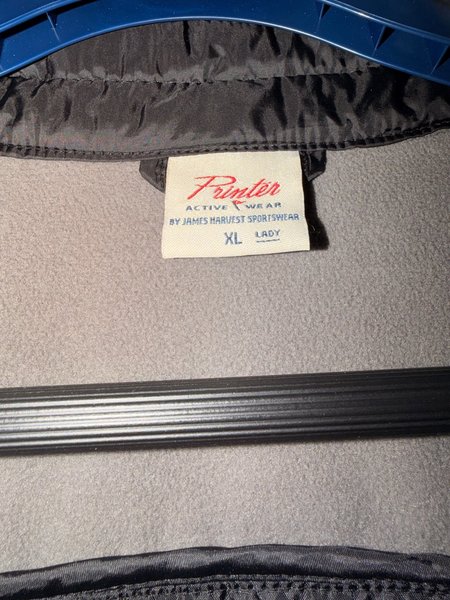 Printer
ACTIVE WEAR
BY JAMES HARVEST SPORTSWEAR
XL LADY